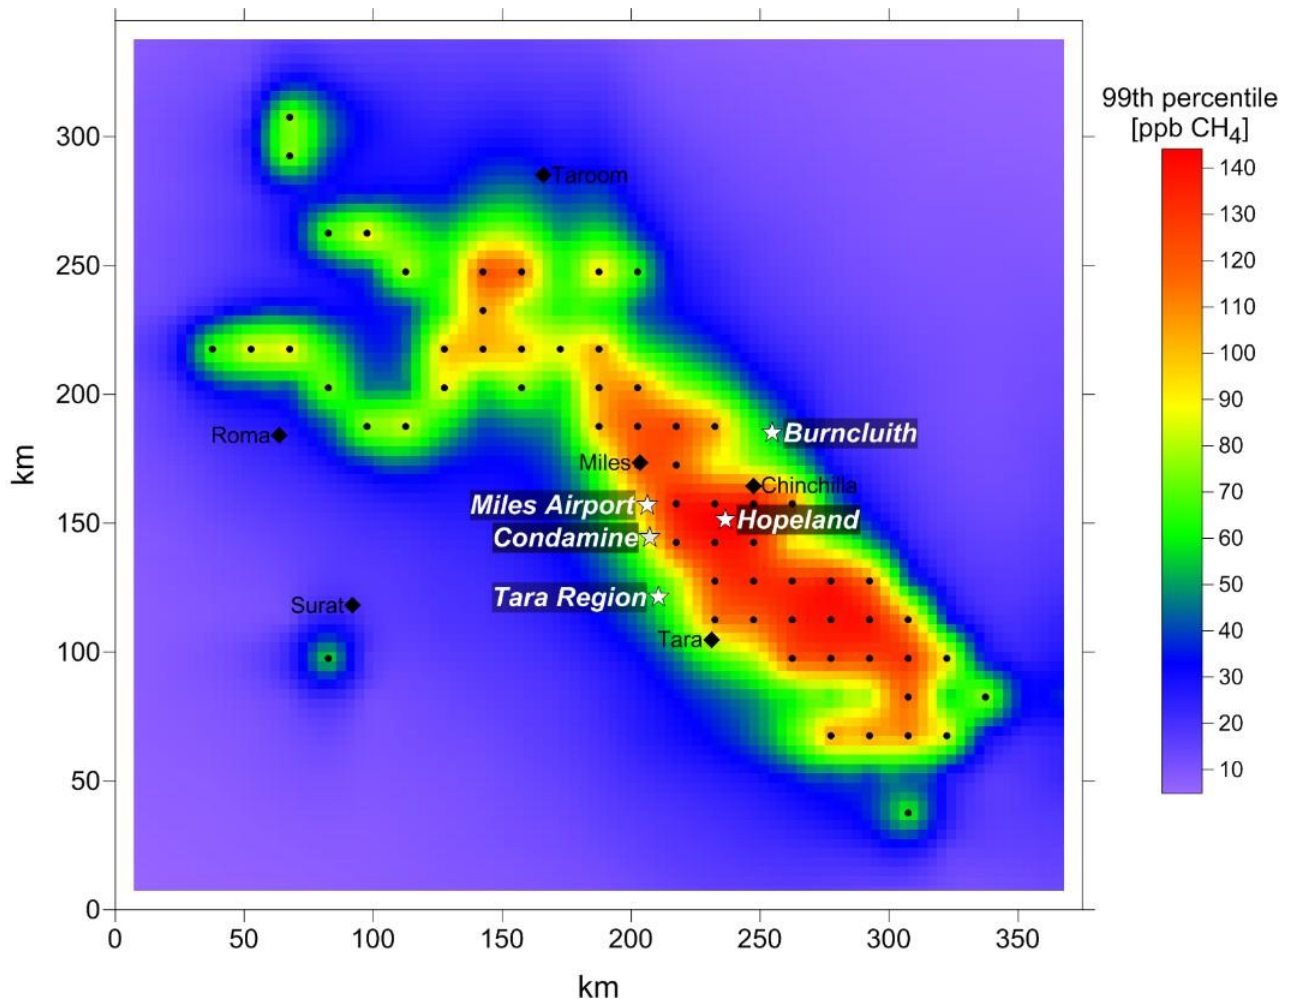 99th percentile
[ppb CH4]
140
130
120
110
100
90
80
70
60
50
40
30
20
10
km
300
250
200
150
100
50
0
Taroom
Roma
Burncluith
Miles
Chinchilla
Miles Airport
Hopeland
Condamine
Tara Region
Surat
Tara
0 50 100 150 200 250 300 350
km